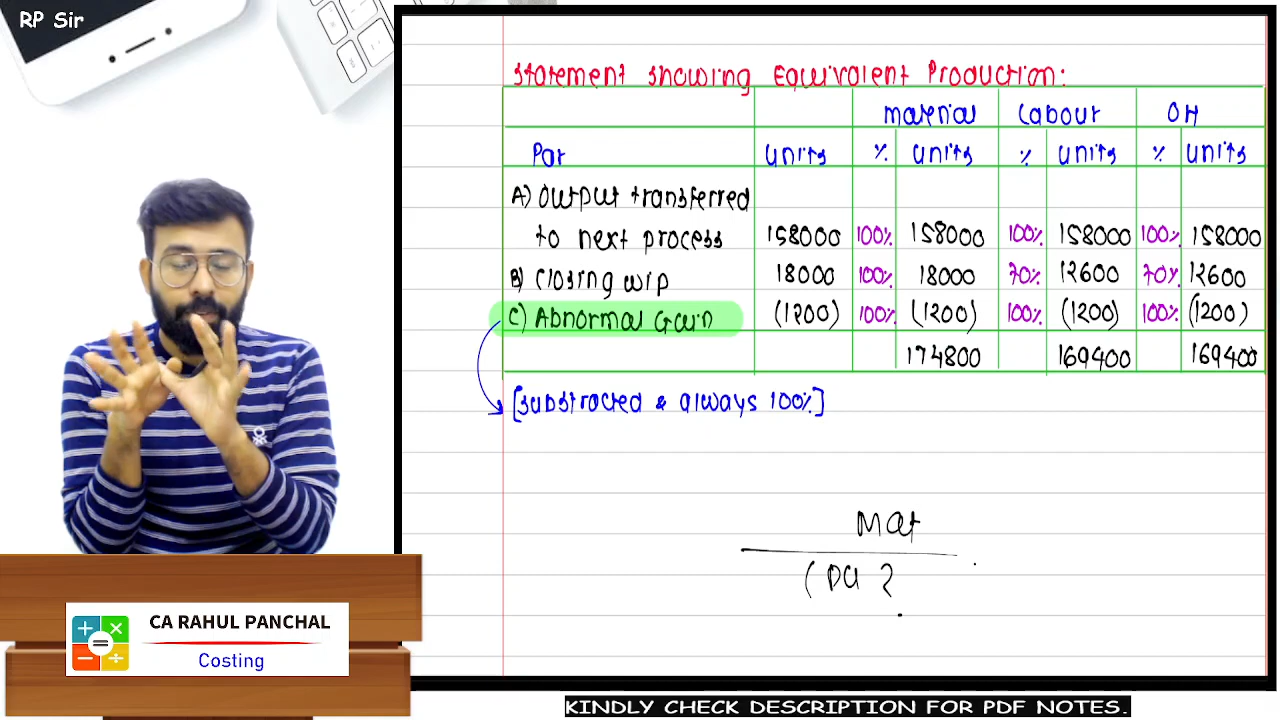 RP Sir
Statement Showing Equivalent Production:
Material Labour OH
Par Units % Units % Units % Units
A) Output transferred
to next process 158000 100% 158000 100% 158000 100% 158000
B) Closing wip 18000 100% 18000 70% 12600 70% 12600
C) Abnormal Gain (1200) 100% (1200) 100% (1200) 100% (1200)
174800 169400 169400
[Substracted & always 100%]
Mat
CA RAHUL PANCHAL
Costing
KINDLY CHECK DESCRIPTION FOR PDF NOTES.